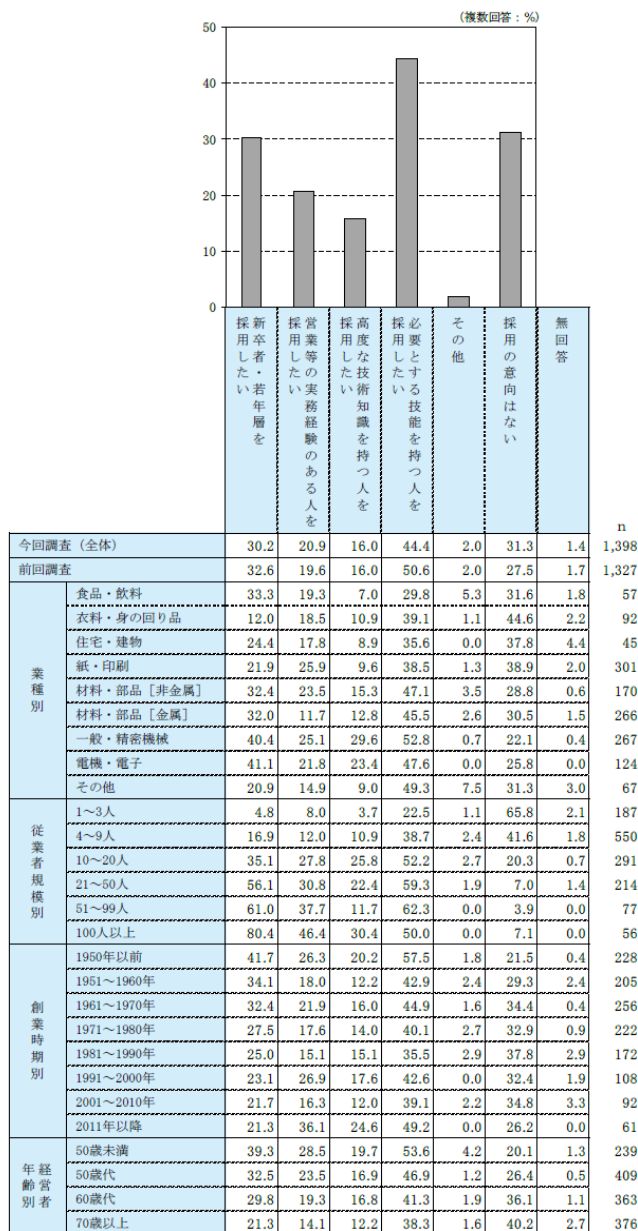 (複数回答:%)
50
40
30
20
10
0
新卒者・若年層を
採用したい
営業等の実務経験のある人を
採用したい
高度な技術知識を持つ人を
採用したい
必要とする技能を持つ人を
採用したい
その他
採用の意向はない
無回答
n
今回調査(全体) 30.2 20.9 16.0 44.4 2.0 31.3 1.4 1,398
前回調査 32.6 19.6 16.0 50.6 2.0 27.5 1.7 1,327
業種別
食品・飲料 33.3 19.3 7.0 29.8 5.3 31.6 1.8 57
衣料・身の回り品 12.0 18.5 10.9 39.1 1.1 44.6 2.2 92
住宅・建物 24.4 17.8 8.9 35.6 0.0 37.8 4.4 45
紙・印刷 21.9 25.9 9.6 38.5 1.3 38.9 2.0 301
材料・部品[非金属] 32.4 23.5 15.3 47.1 3.5 28.8 0.6 170
材料・部品[金属] 32.0 11.7 12.8 45.5 2.6 30.5 1.5 266
一般・精密機械 40.4 25.1 29.6 52.8 0.7 22.1 0.4 267
電機・電子 41.1 21.8 23.4 47.6 0.0 25.8 0.0 124
その他 20.9 14.9 9.0 49.3 7.5 31.3 3.0 67
従業者規模別
1~3人 4.8 8.0 3.7 22.5 1.1 65.8 2.1 187
4~9人 16.9 12.0 10.9 38.7 2.4 41.6 1.8 550
10~20人 35.1 27.8 25.8 52.2 2.7 20.3 0.7 291
21~50人 56.1 30.8 22.4 59.3 1.9 7.0 1.4 214
51~99人 61.0 37.7 11.7 62.3 0.0 3.9 0.0 77
100人以上 80.4 46.4 30.4 50.0 0.0 7.1 0.0 56
創業時期別
1950年以前 41.7 26.3 20.2 57.5 1.8 21.5 0.4 228
1951~1960年 34.1 18.0 12.2 42.9 2.4 29.3 2.4 205
1961~1970年 32.4 21.9 16.0 44.9 1.6 34.4 0.4 256
1971~1980年 27.5 17.6 14.0 40.1 2.7 32.9 0.9 222
1981~1990年 25.0 15.1 15.1 35.5 2.9 37.8 2.9 172
1991~2000年 23.1 26.9 17.6 42.6 0.0 32.4 1.9 108
2001~2010年 21.7 16.3 12.0 39.1 2.2 34.8 3.3 92
2011年以降 21.3 36.1 24.6 49.2 0.0 26.2 0.0 61
経営者
年齢別
50歳未満 39.3 28.5 19.7 53.6 4.2 20.1 1.3 239
50歳代 32.5 23.5 16.9 46.9 1.2 26.4 0.5 409
60歳代 29.8 19.3 16.8 41.3 1.9 36.1 1.1 363
70歳以上 21.3 14.1 12.2 38.3 1.6 40.2 2.7 376